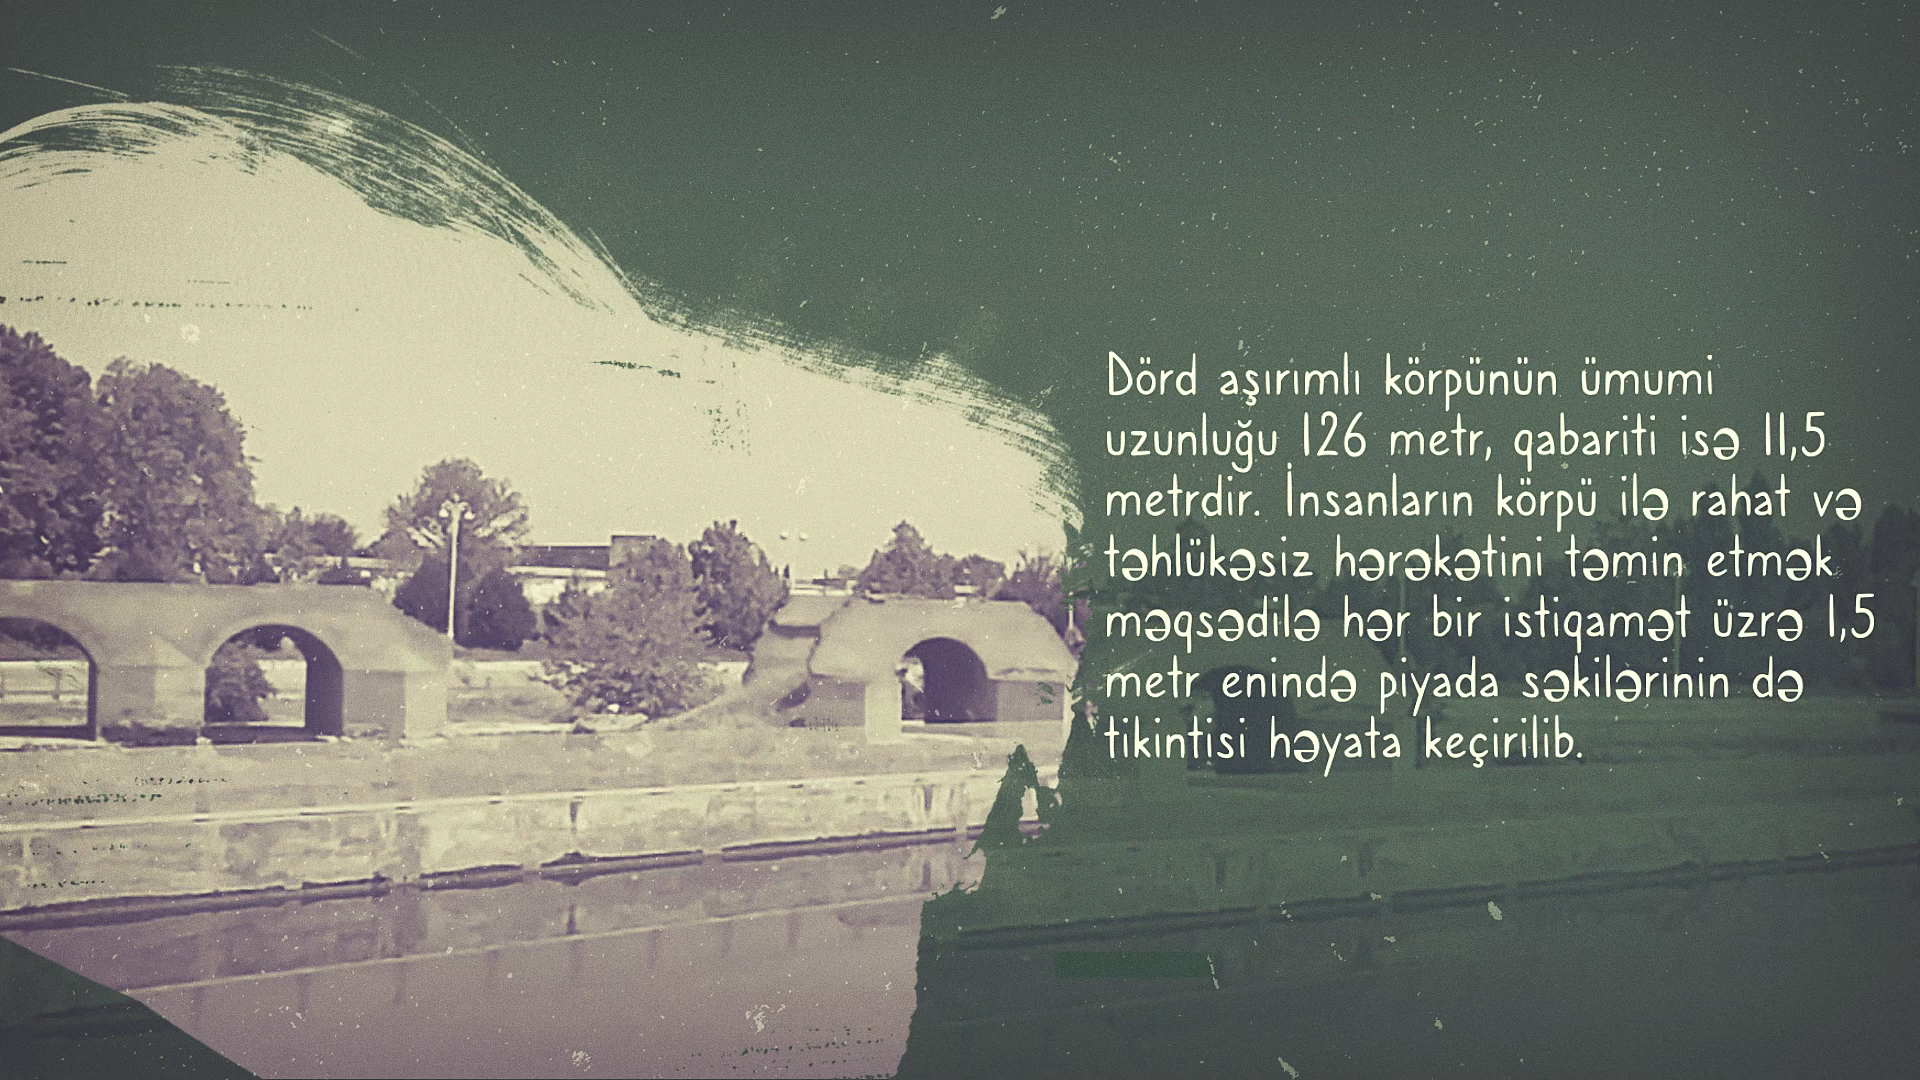 Dörd aşırımlı körpünün ümumi
uzunluğu 126 metr, qabariti isə 11,5
metrdir. İnsanların körpü ilə rahat və
təhlükəsiz hərəkətini təmin etmək
məqsədilə hər bir istiqamət üzrə 1,5
metr enində piyada səkilərinin də
tikintisi həyata keçirilib.